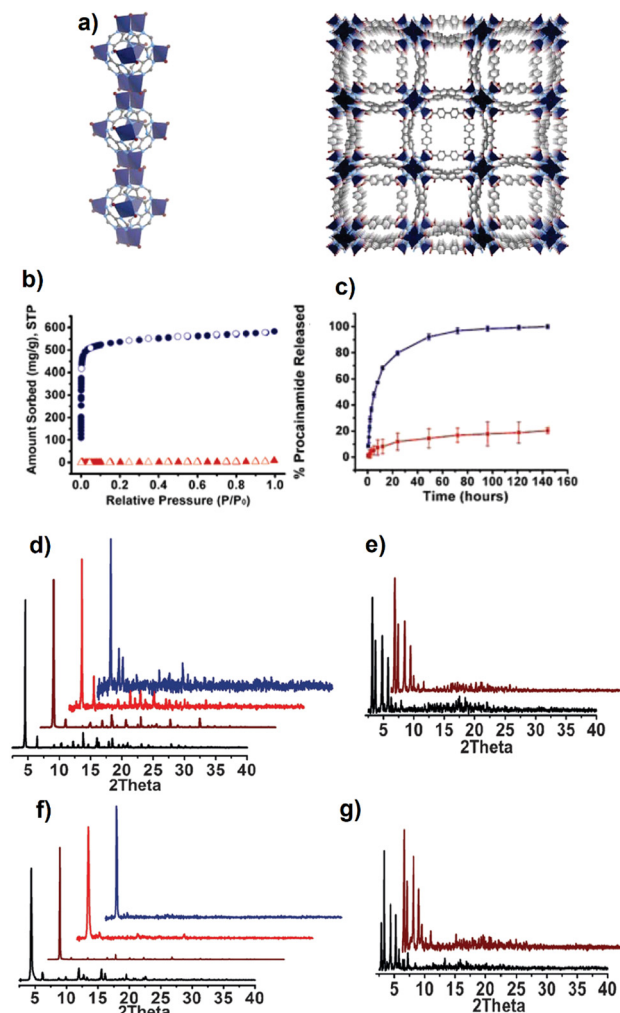 a)
b)
Amount Sorbed (mg/g), STP
600
500
400
300
200
100
0
0.0 0.2 0.4 0.6 0.8 1.0
Relative Pressure (P/P₀)
c)
% Procainamide Released
100
80
60
40
20
0
0 20 40 60 80 100 120 140 160
Time (hours)
d)
5 10 15 20 25 30 35 40
2Theta
e)
5 10 15 20 25 30 35 40
2Theta
f)
5 10 15 20 25 30 35 40
2Theta
g)
5 10 15 20 25 30 35 40
2Theta